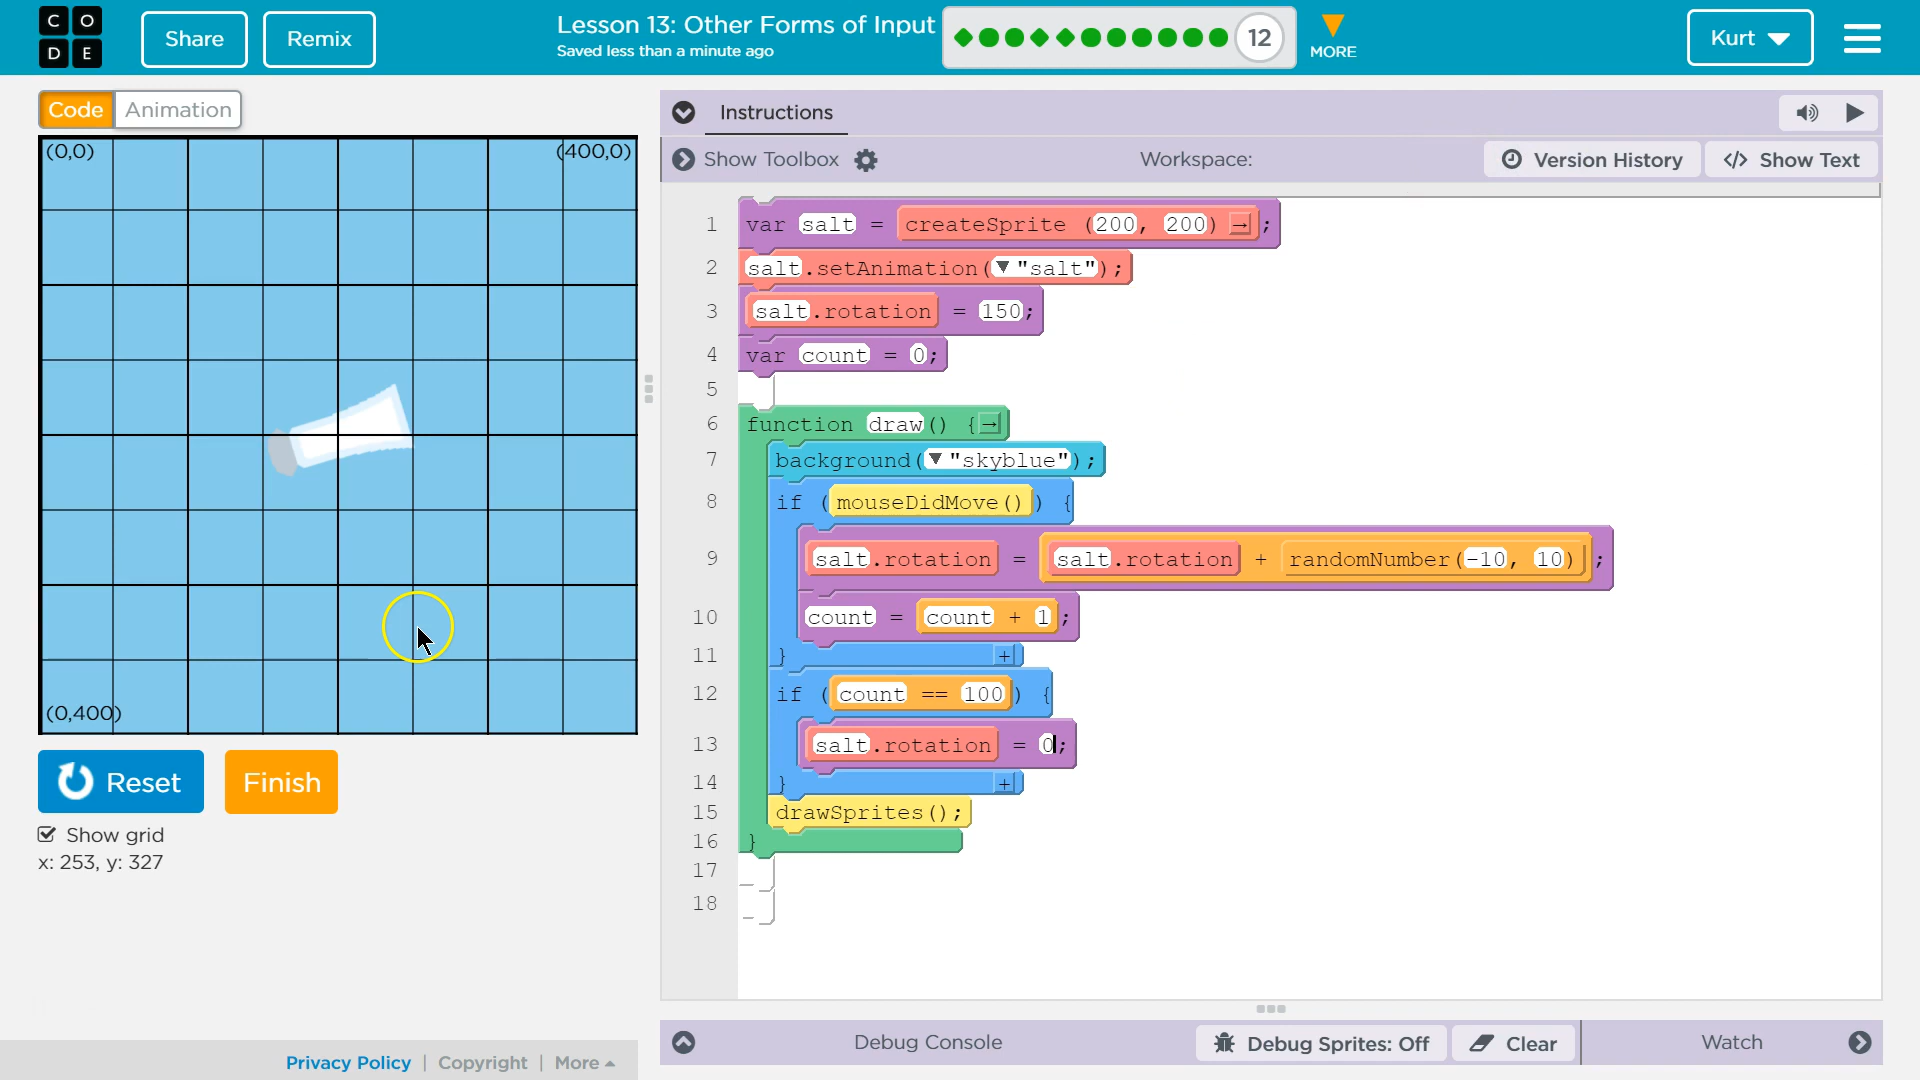 C O
D E
Share
Remix
Lesson 13: Other Forms of Input
Saved less than a minute ago
12
MORE
Kurt
Code
Animation
(0,0)
(400,0)
(0,400)
Reset
Finish
Show grid
x: 253, y: 327
Privacy Policy | Copyright | More
Instructions
Show Toolbox
Workspace:
Version History
</> Show Text
1 var salt = createSprite (200, 200) → ;
2 salt.setAnimation(▼ "salt");
3 salt.rotation = 150;
4 var count = 0;
5
6 function draw() { →
7 background(▼ "skyblue");
8 if (mouseDidMove()) {
9 salt.rotation = salt.rotation + randomNumber(-10, 10) ;
10 count = count + 1 ;
11 } +
12 if (count == 100) {
13 salt.rotation = 0;
14 } +
15 drawSprites();
16 }
17
18
Debug Console
Debug Sprites: Off
Clear
Watch